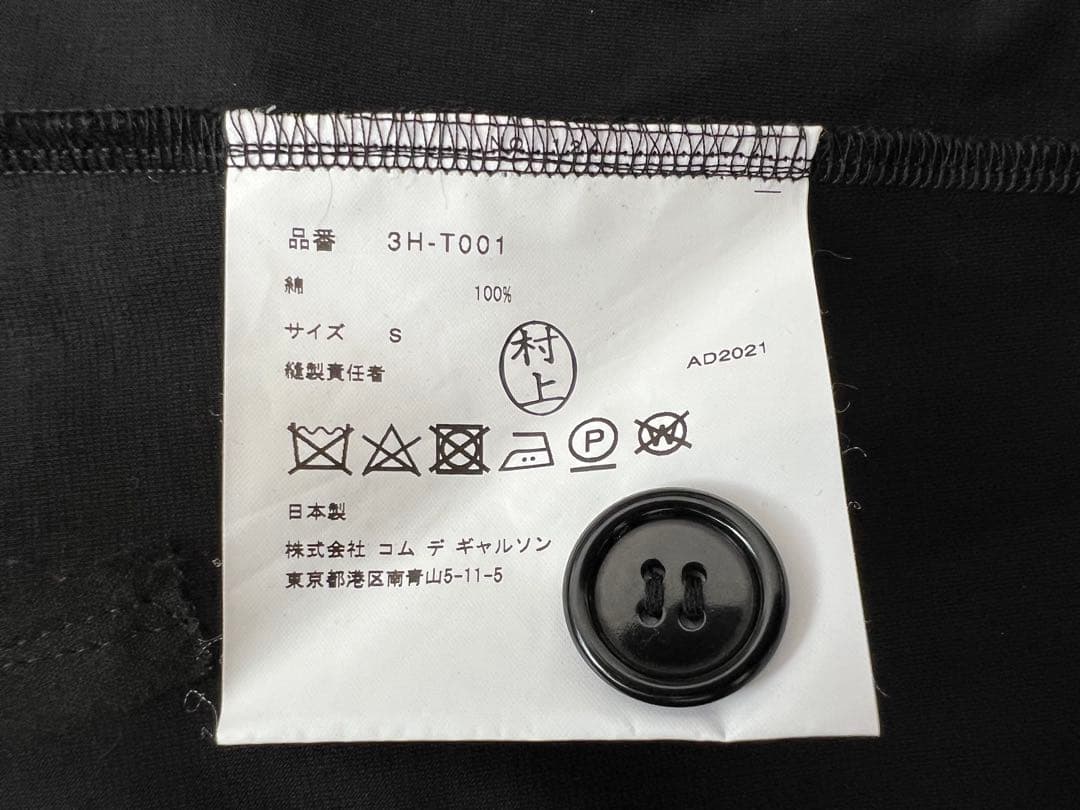 品番 3H-T001
綿 100%
サイズ S
縫製責任者 村上
AD2021
P
W
日本製
株式会社 コム デ ギャルソン
東京都港区南青山5-11-5